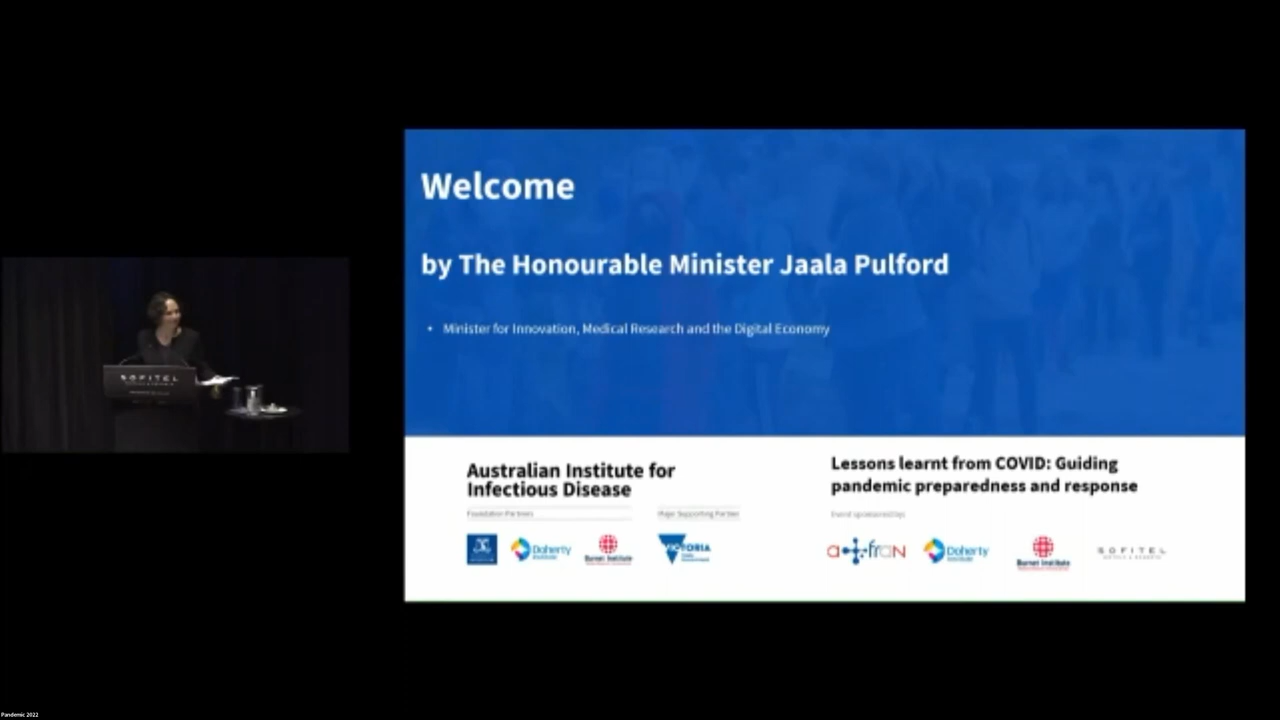 Welcome
by The Honourable Minister Jaala Pulford
• Minister for Innovation, Medical Research and the Digital Economy
SOFITEL
Australian Institute for
Infectious Disease
Foundation Partners
Major Supporting Partner
Doherty
Institute
Burnet Institute
VICTORIA
Lessons learnt from COVID: Guiding
pandemic preparedness and response
Event sponsored by:
Doherty
Institute
Burnet Institute
SOFITEL
Pandemic 2022